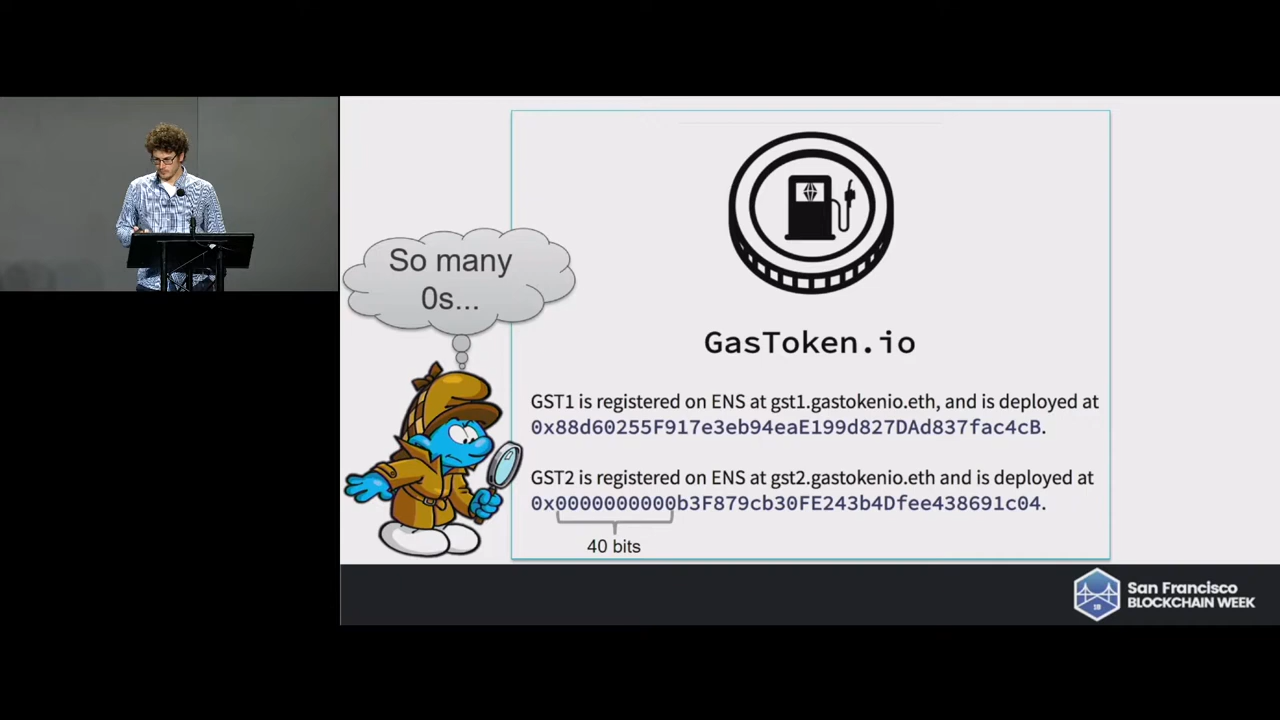 So many
0s...
GasToken.io
GST1 is registered on ENS at gst1.gastokenio.eth, and is deployed at
0x88d60255F917e3eb94eaE199d827DAd837fac4cB.
GST2 is registered on ENS at gst2.gastokenio.eth and is deployed at
0x0000000000b3F879cb30FE243b4Dfee438691c04.
40 bits
San Francisco
BLOCKCHAIN WEEK